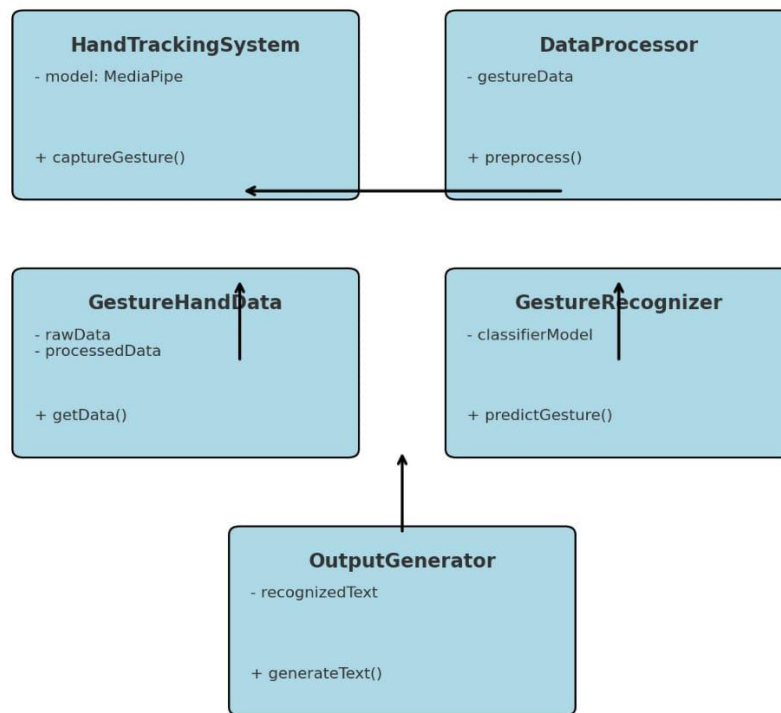 HandTrackingSystem
- model: MediaPipe
+ captureGesture()
DataProcessor
- gestureData
+ preprocess()
GestureHandData
- rawData
- processedData
+ getData()
GestureRecognizer
- classifierModel
+ predictGesture()
OutputGenerator
- recognizedText
+ generateText()